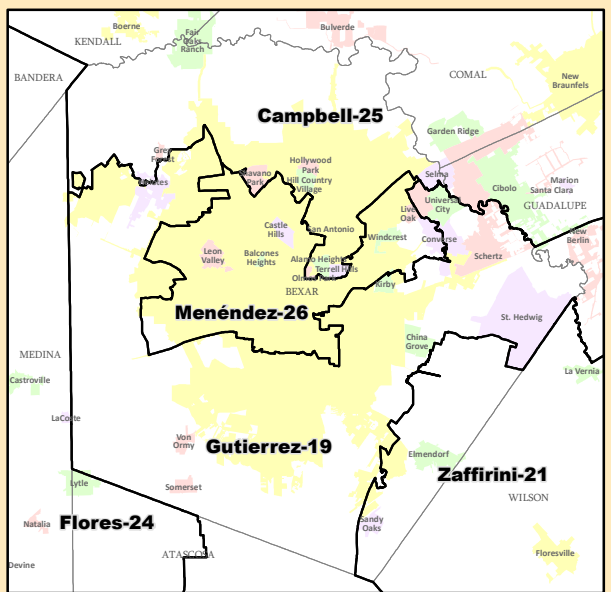 Boerne
KENDALL
Fair
Oaks
Ranch
Bulverde
BANDERA
COMAL
New
Braunfels
Campbell-25
Garden Ridge
Grey
Forest
Hollywood
Park
Hill Country
Village
Shavano
Park
Helotes
Selma
Cibolo
Marion
Santa Clara
Universal
City
GUADALUPE
Live
Oak
Castle
Hills
San Antonio
Windcrest
Converse
New
Berlin
Leon
Valley
Balcones
Heights
Alamo Heights
Terrell Hills
Olmos Park
Schertz
BEXAR
Kirby
Menéndez-26
St. Hedwig
China
Grove
MEDINA
Castroville
La Vernia
LaCoste
Von
Ormy
Gutierrez-19
Elmendorf
Zaffirini-21
Lytle
Somerset
WILSON
Natalia
Flores-24
Sandy
Oaks
ATASCOSA
Floresville
Devine